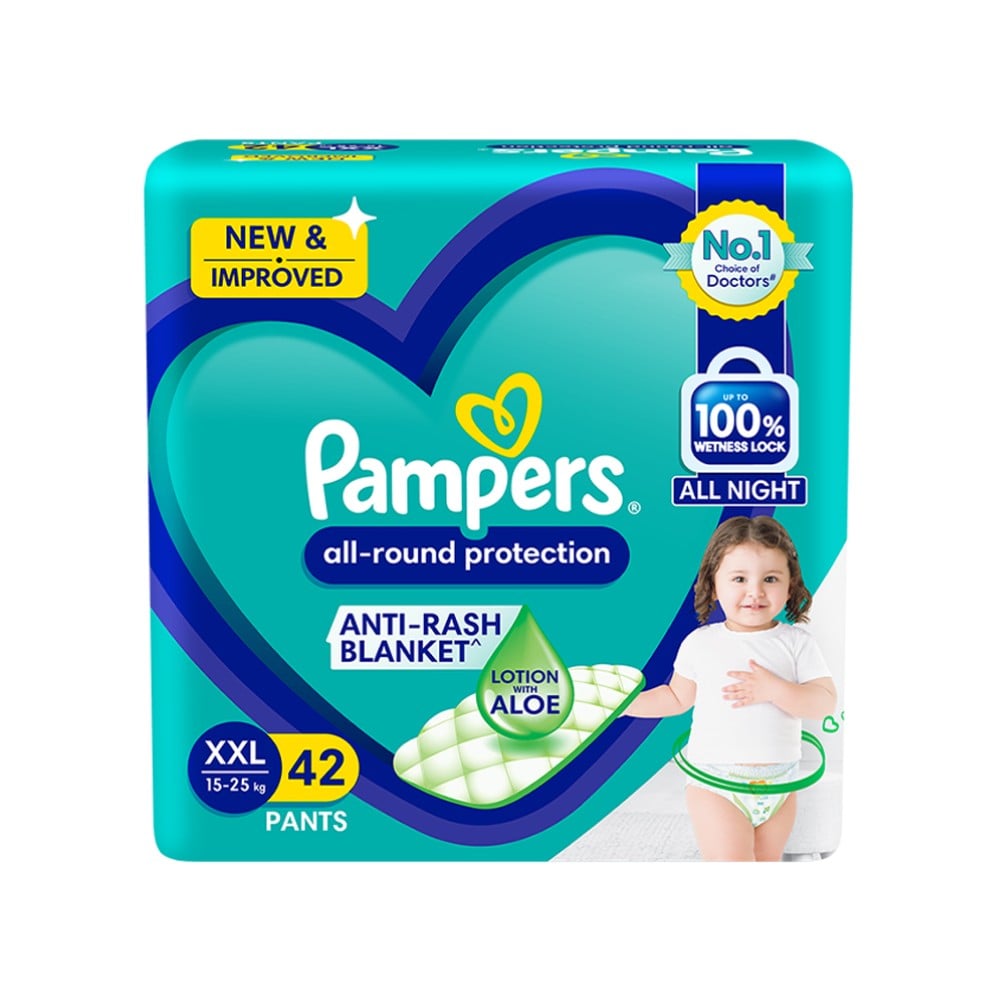 Pampers
NEW &
IMPROVED
No.1
Choice of
Doctors#
UP TO
100%
WETNESS LOCK
ALL NIGHT
Pampers®
all-round protection
ANTI-RASH
BLANKET^
LOTION
WITH
ALOE
XXL
15-25 kg
42
PANTS